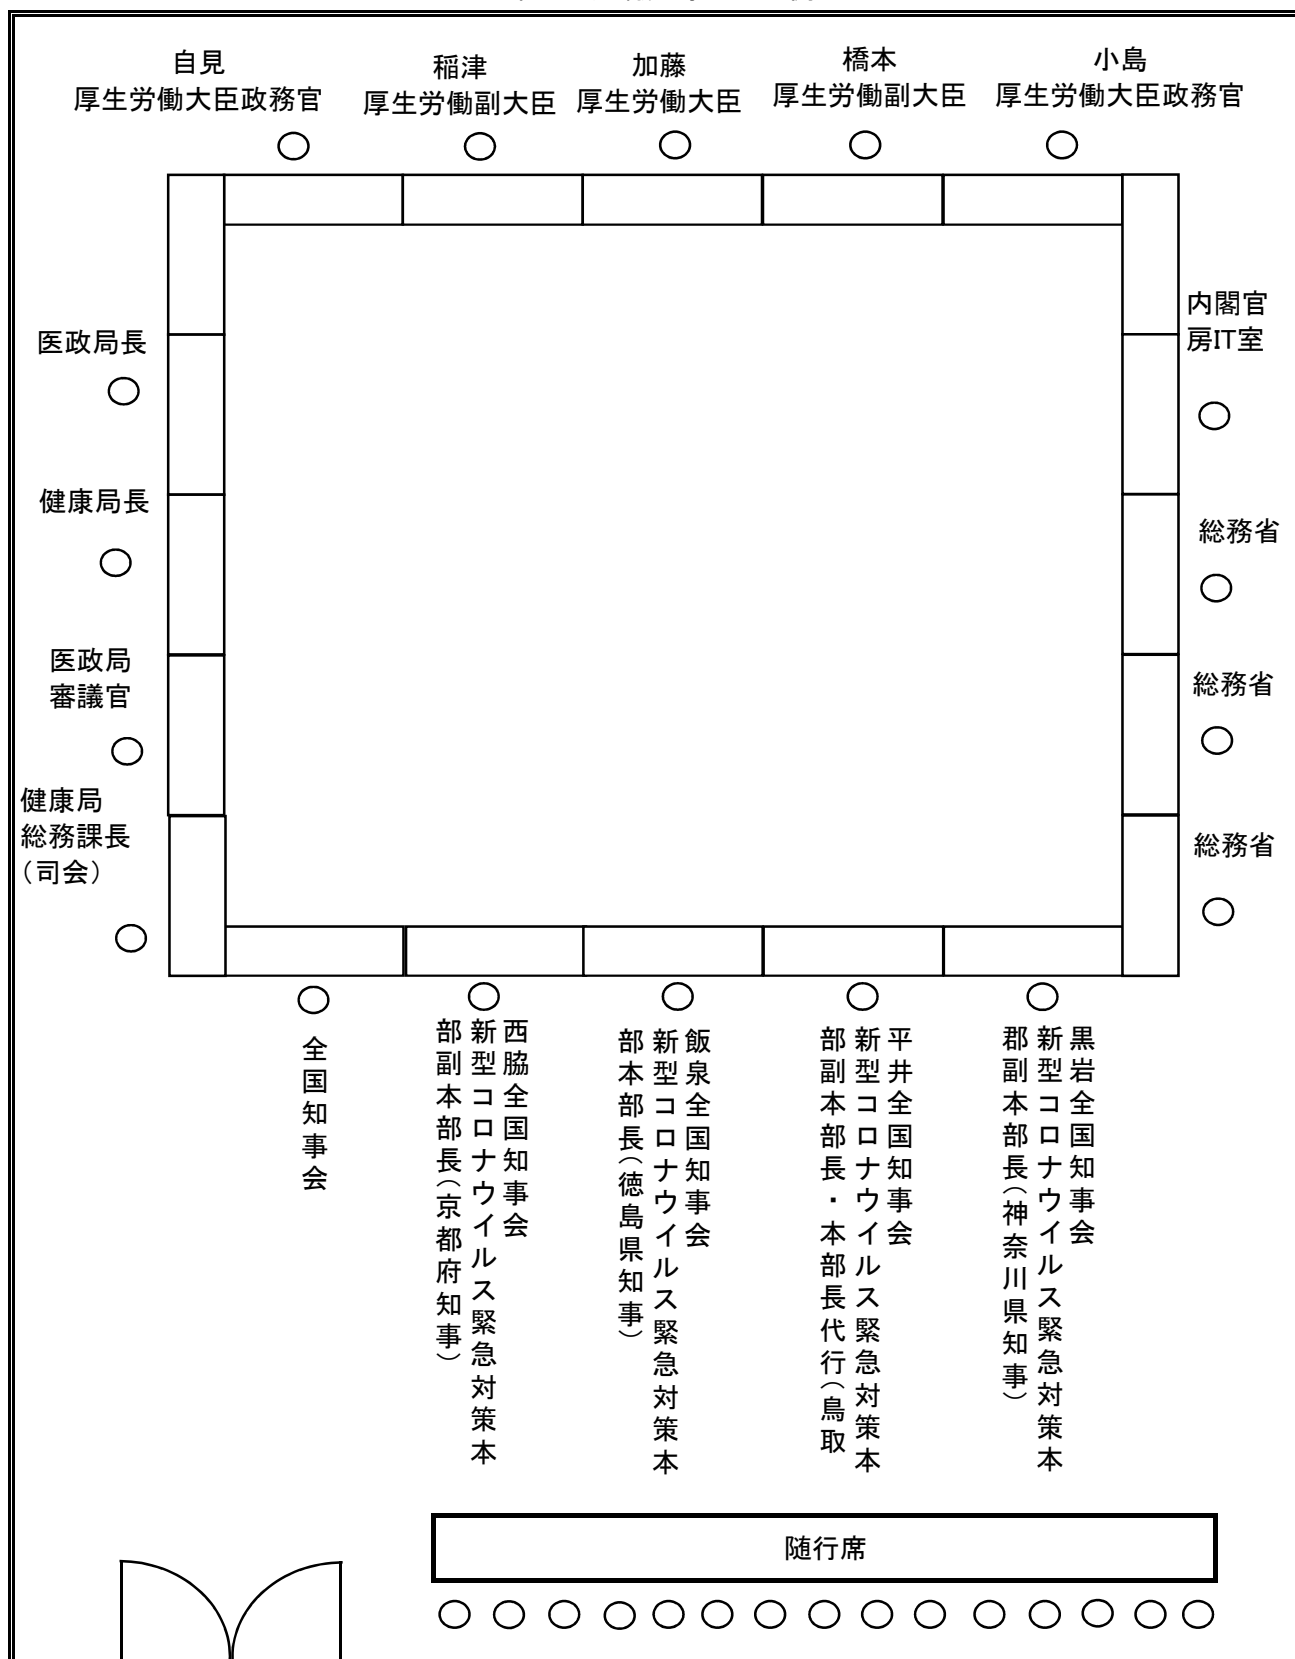 自見
厚生労働大臣政務官
稲津
厚生労働副大臣
加藤
厚生労働大臣
橋本
厚生労働副大臣
小島
厚生労働大臣政務官
医政局長
健康局長
医政局
審議官
健康局
総務課長
（司会）
内閣官
房IT室
総務省
総務省
総務省
全国知事会
西脇全国知事会
新型コロナウイルス緊急対策本
部副本部長（京都府知事）
飯泉全国知事会
新型コロナウイルス緊急対策本
部本部長（徳島県知事）
平井全国知事会
新型コロナウイルス緊急対策本
部副本部長・本部長代行（鳥取
黒岩全国知事会
新型コロナウイルス緊急対策本
郡副本部長（神奈川県知事）
随行席